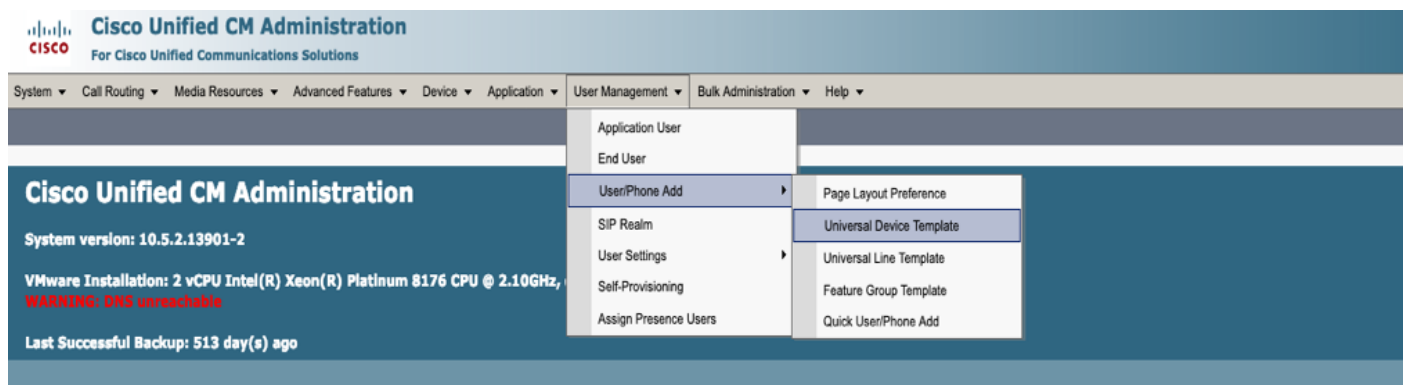 CISCO
Cisco Unified CM Administration
For Cisco Unified Communications Solutions
System Call Routing Media Resources Advanced Features Device Application User Management Bulk Administration Help
Application User
End User
User/Phone Add
SIP Realm
User Settings
Self-Provisioning
Assign Presence Users
Page Layout Preference
Universal Device Template
Universal Line Template
Feature Group Template
Quick User/Phone Add
Cisco Unified CM Administration
System version: 10.5.2.13901-2
VMware Installation: 2 vCPU Intel(R) Xeon(R) Platinum 8176 CPU @ 2.10GHz,
WARNING: DNS unreachable
Last Successful Backup: 513 day(s) ago